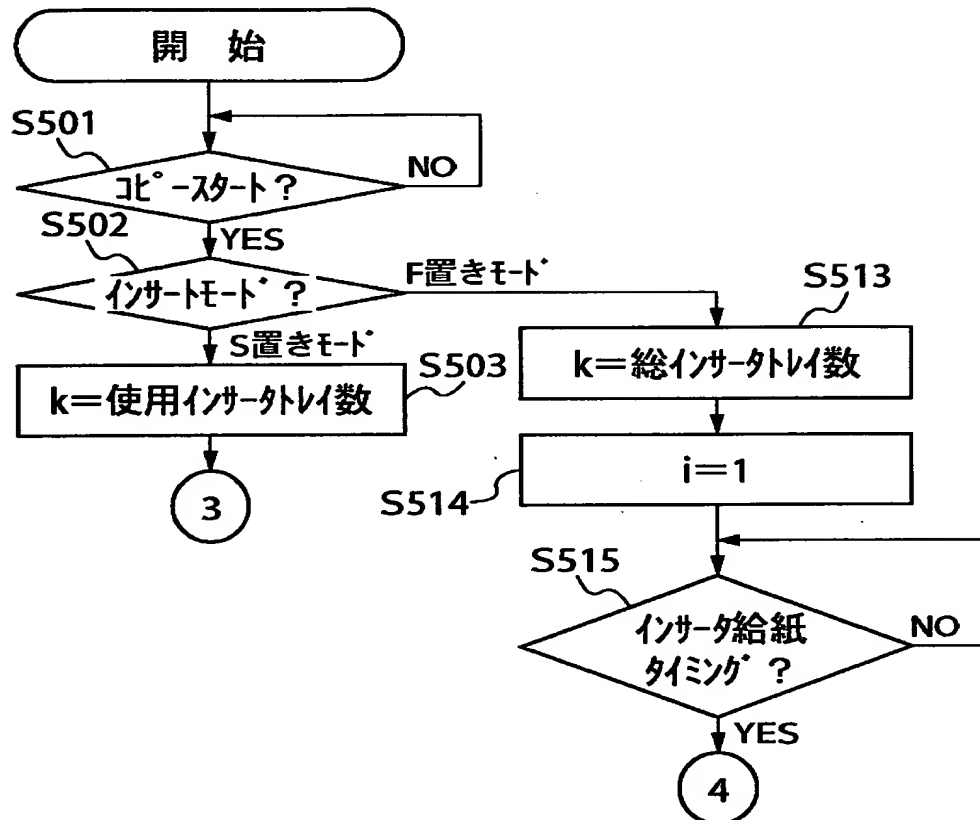 開 始
S501
コピースタート?
NO
S502
YES
インサートモード?
F置きモード
S置きモード
S503
k=使用インサータトレイ数
3
S513
k=総インサータトレイ数
S514
i=1
S515
インサータ給紙
タイミング?
NO
YES
4